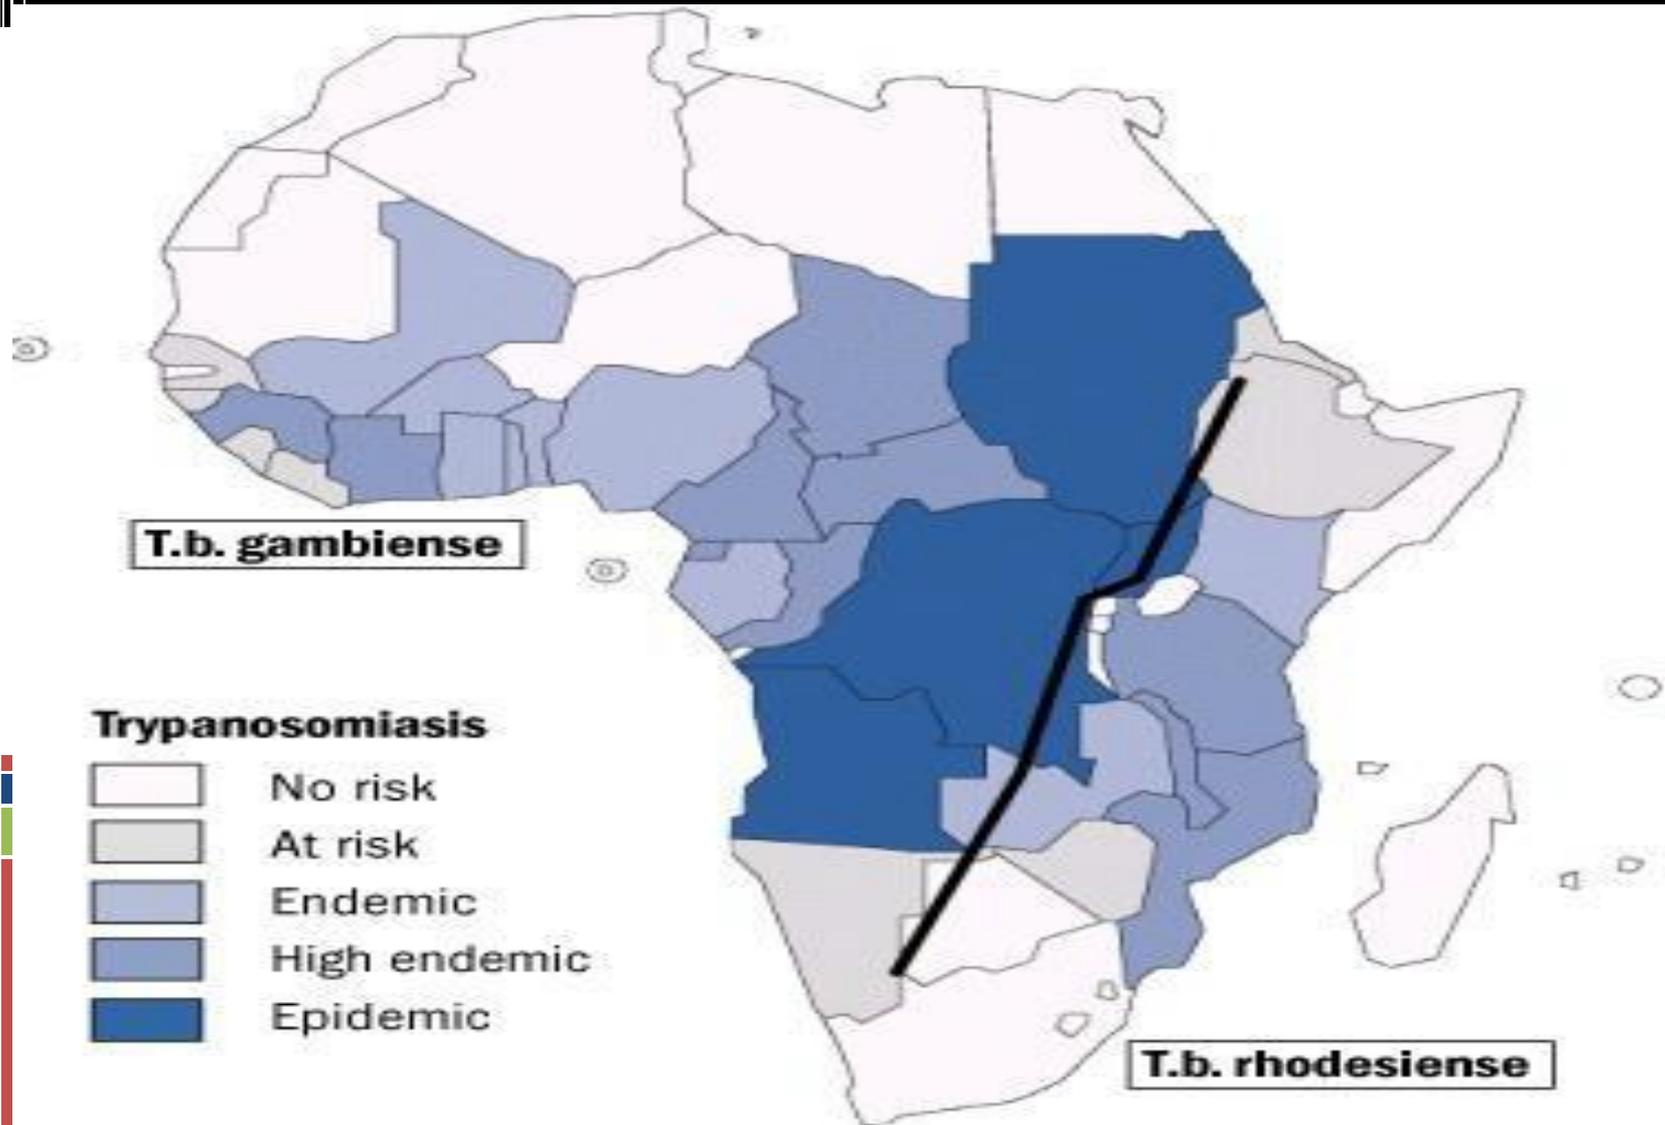 T.b. gambiense
Trypanosomiasis
No risk
At risk
Endemic
High endemic
Epidemic
T.b. rhodesiense